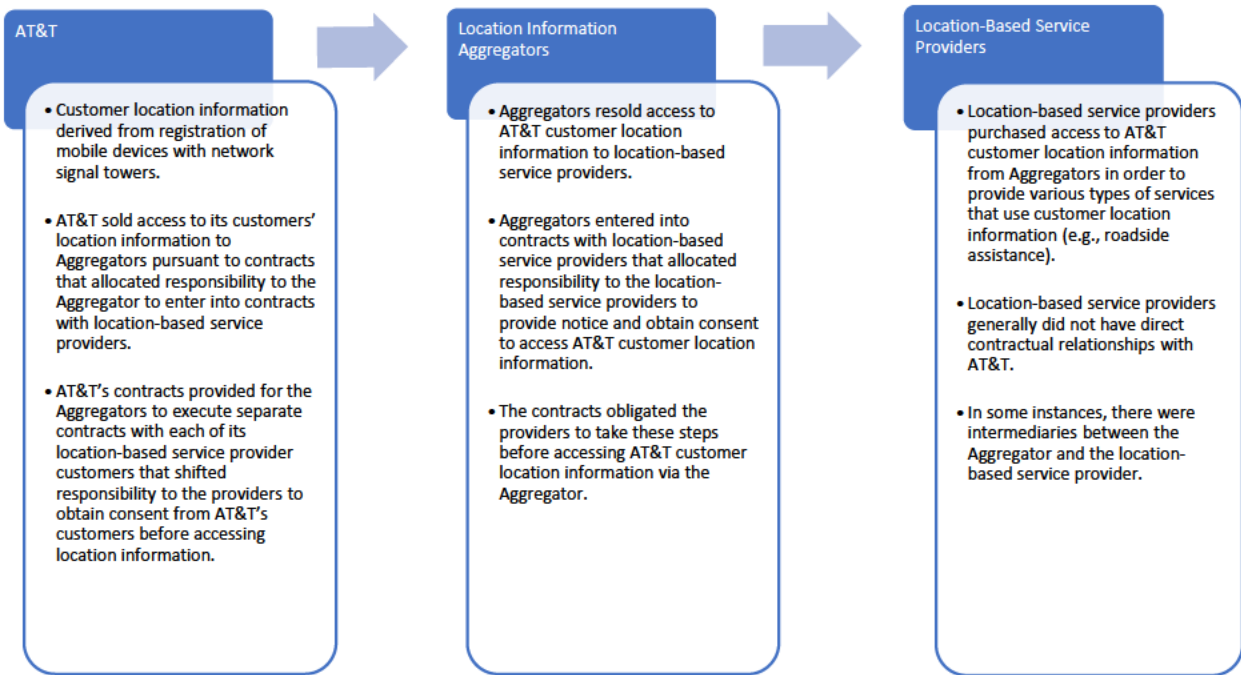 AT&T
• Customer location information
derived from registration of
mobile devices with network
signal towers.
• AT&T sold access to its customers’
location information to
Aggregators pursuant to contracts
that allocated responsibility to the
Aggregator to enter into contracts
with location-based service
providers.
• AT&T’s contracts provided for the
Aggregators to execute separate
contracts with each of its
location-based service provider
customers that shifted
responsibility to the providers to
obtain consent from AT&T’s
customers before accessing
location information.
Location Information
Aggregators
• Aggregators resold access to
AT&T customer location
information to location-based
service providers.
• Aggregators entered into
contracts with location-based
service providers that allocated
responsibility to the location-
based service providers to
provide notice and obtain consent
to access AT&T customer location
information.
• The contracts obligated the
providers to take these steps
before accessing AT&T customer
location information via the
Aggregator.
Location-Based Service
Providers
• Location-based service providers
purchased access to AT&T
customer location information
from Aggregators in order to
provide various types of services
that use customer location
information (e.g., roadside
assistance).
• Location-based service providers
generally did not have direct
contractual relationships with
AT&T.
• In some instances, there were
intermediaries between the
Aggregator and the location-
based service provider.